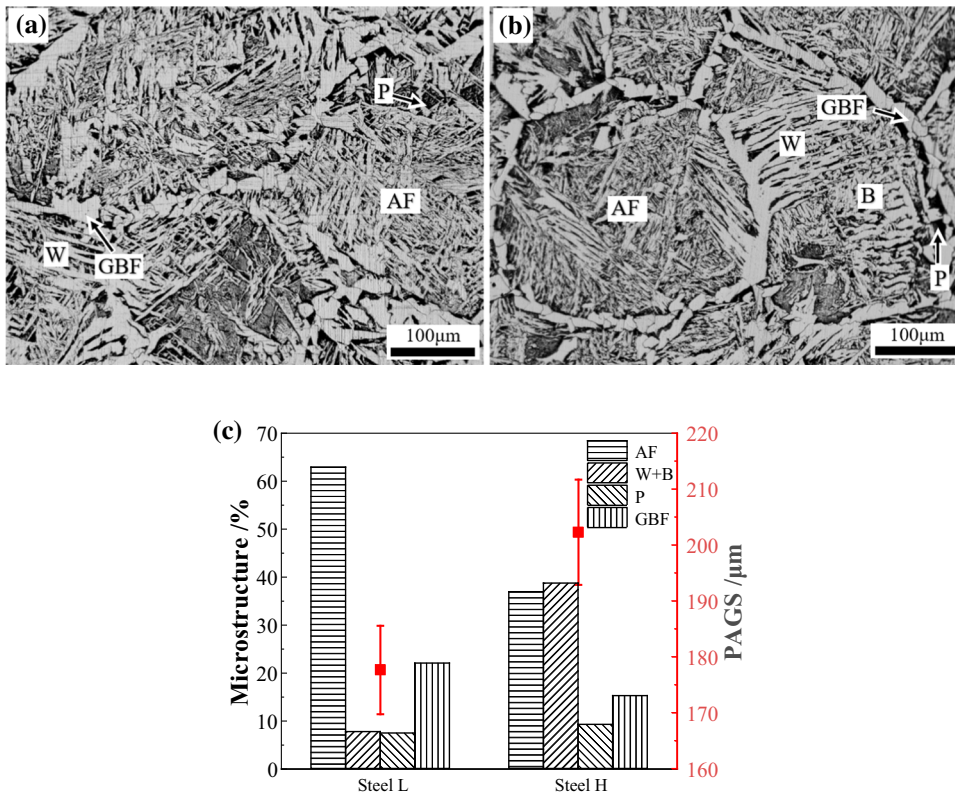 (a)
P
AF
W
GBF
100μm
(b)
GBF
W
B
AF
P
100μm
(c)
Microstructure /%
70
60
50
40
30
20
10
0
AF
W+B
P
GBF
220
210
200
190
180
170
160
PAGS /μm
Steel L
Steel H